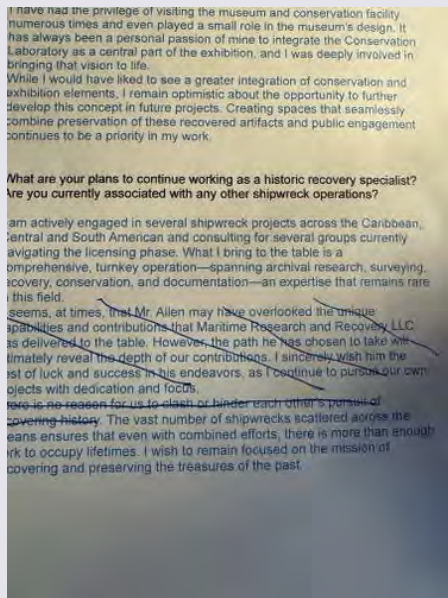 I have had the privilege of visiting the museum and conservation facility
numerous times and even played a small role in the museum's design. It
has always been a personal passion of mine to integrate the Conservation
Laboratory as a central part of the exhibition, and I was deeply involved in
bringing that vision to life.
While I would have liked to see a greater integration of conservation and
exhibition elements, I remain optimistic about the opportunity to further
develop this concept in future projects. Creating spaces that seamlessly
combine preservation of these recovered artifacts and public engagement
continues to be a priority in my work.
What are your plans to continue working as a historic recovery specialist?
Are you currently associated with any other shipwreck operations?
am actively engaged in several shipwreck projects across the Caribbean,
Central and South American and consulting for several groups currently
avigating the licensing phase. What I bring to the table is a
omprehensive, turnkey operation—spanning archival research, surveying,
ecovery, conservation, and documentation—an expertise that remains rare
this field.
seems, at times, that Mr. Allen may have overlooked the unique
apabilities and contributions that Maritime Research and Recovery LLC
as delivered to the table. However, the path he has chosen to take will
timately reveal the depth of our contributions. I sincerely wish him the
est of luck and success in his endeavors, as I continue to pursue our own
ojects with dedication and focus.
ere is no reason for us to clash or hinder each other's pursuit of
covering history. The vast number of shipwrecks scattered across the
eans ensures that even with combined efforts, there is more than enough
rk to occupy lifetimes. I wish to remain focused on the mission of
covering and preserving the treasures of the past.